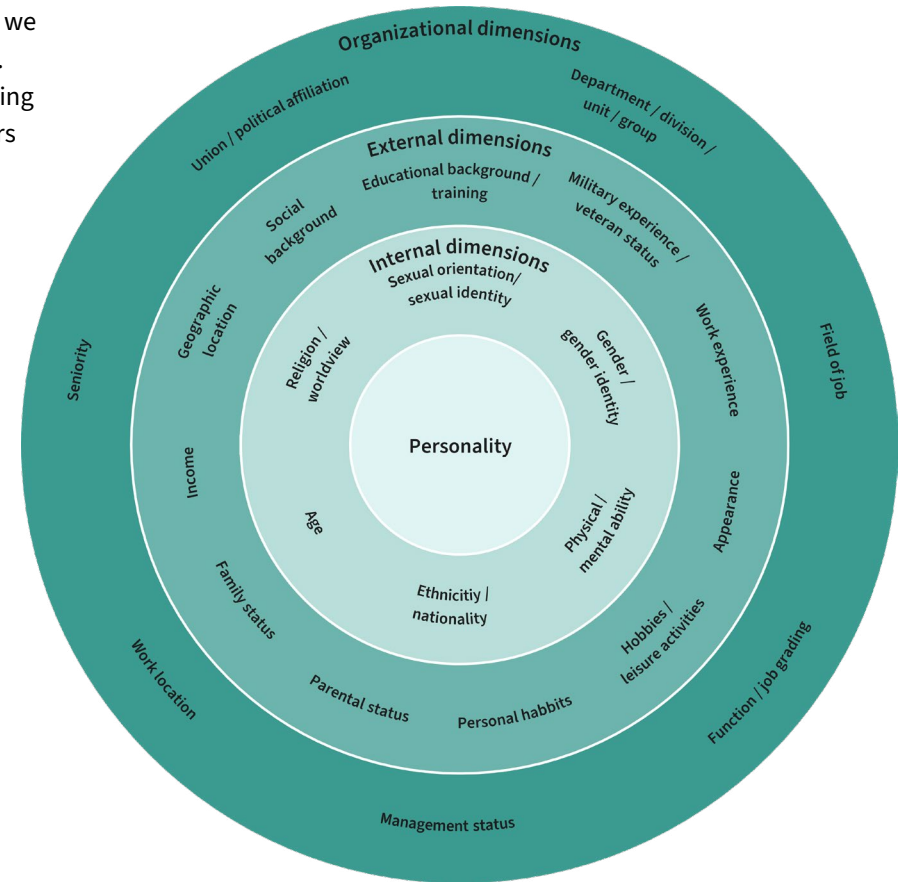 we
.
ing
rs
Organizational dimensions
Union / political affiliation
Department / division /
unit / group
Seniority
Field of job
Work location
Function / job grading
Management status
External dimensions
Educational background /
training
Social
background
Military experience /
veteran status
Geographic
location
Work experience
Income
Appearance
Family status
Hobbies /
leisure activities
Parental status
Personal habbits
Internal dimensions
Sexual orientation/
sexual identity
Religion /
worldview
Gender /
gender identity
Age
Physical /
mental ability
Ethnicitiy /
nationality
Personality